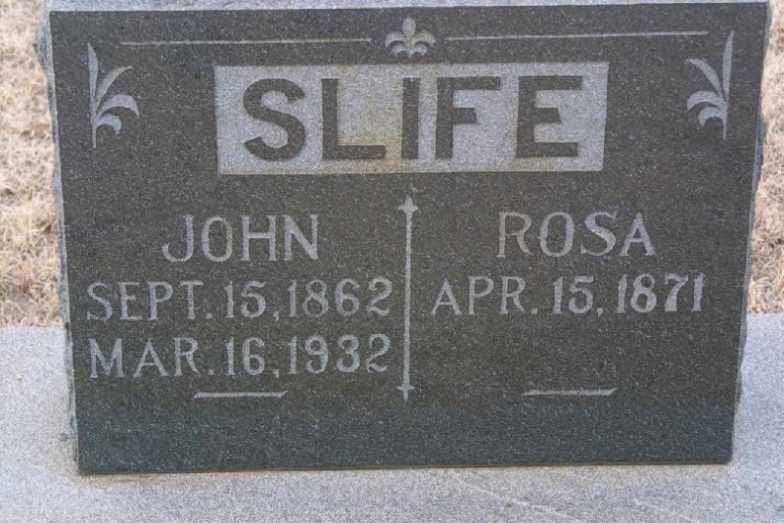 SLIFE
JOHN
SEPT. 15, 1862
MAR. 16, 1932
ROSA
APR. 15, 1871